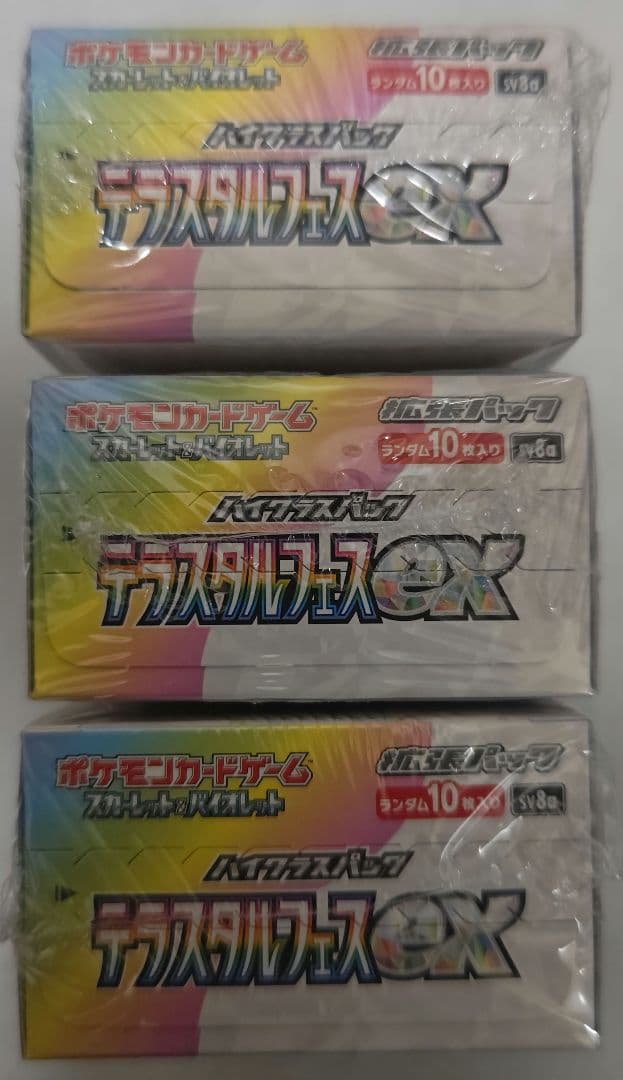 ポケモンカードゲーム 拡張パック
スカーレット&バイオレット ランダム10枚入り sv8a
ハイクラスパック
テラスタルフェスex
ポケモンカードゲーム™ 拡張パック
スカーレット&バイオレット ランダム10枚入り sv8a
ハイクラスパック
テラスタルフェスex
ポケモンカードゲーム™ 拡張パック
スカーレット&バイオレット ランダム10枚入り sv8a
ハイクラスパック
テラスタルフェスex